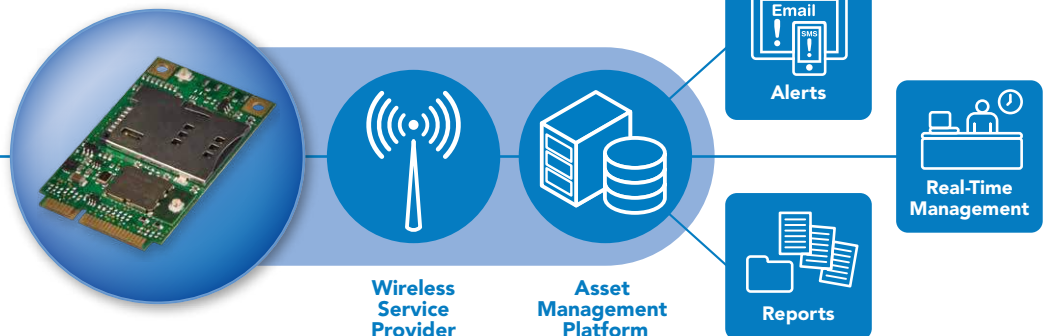 Email
SMS
Alerts
Wireless
Service
Provider
Asset
Management
Platform
Real-Time
Management
Reports